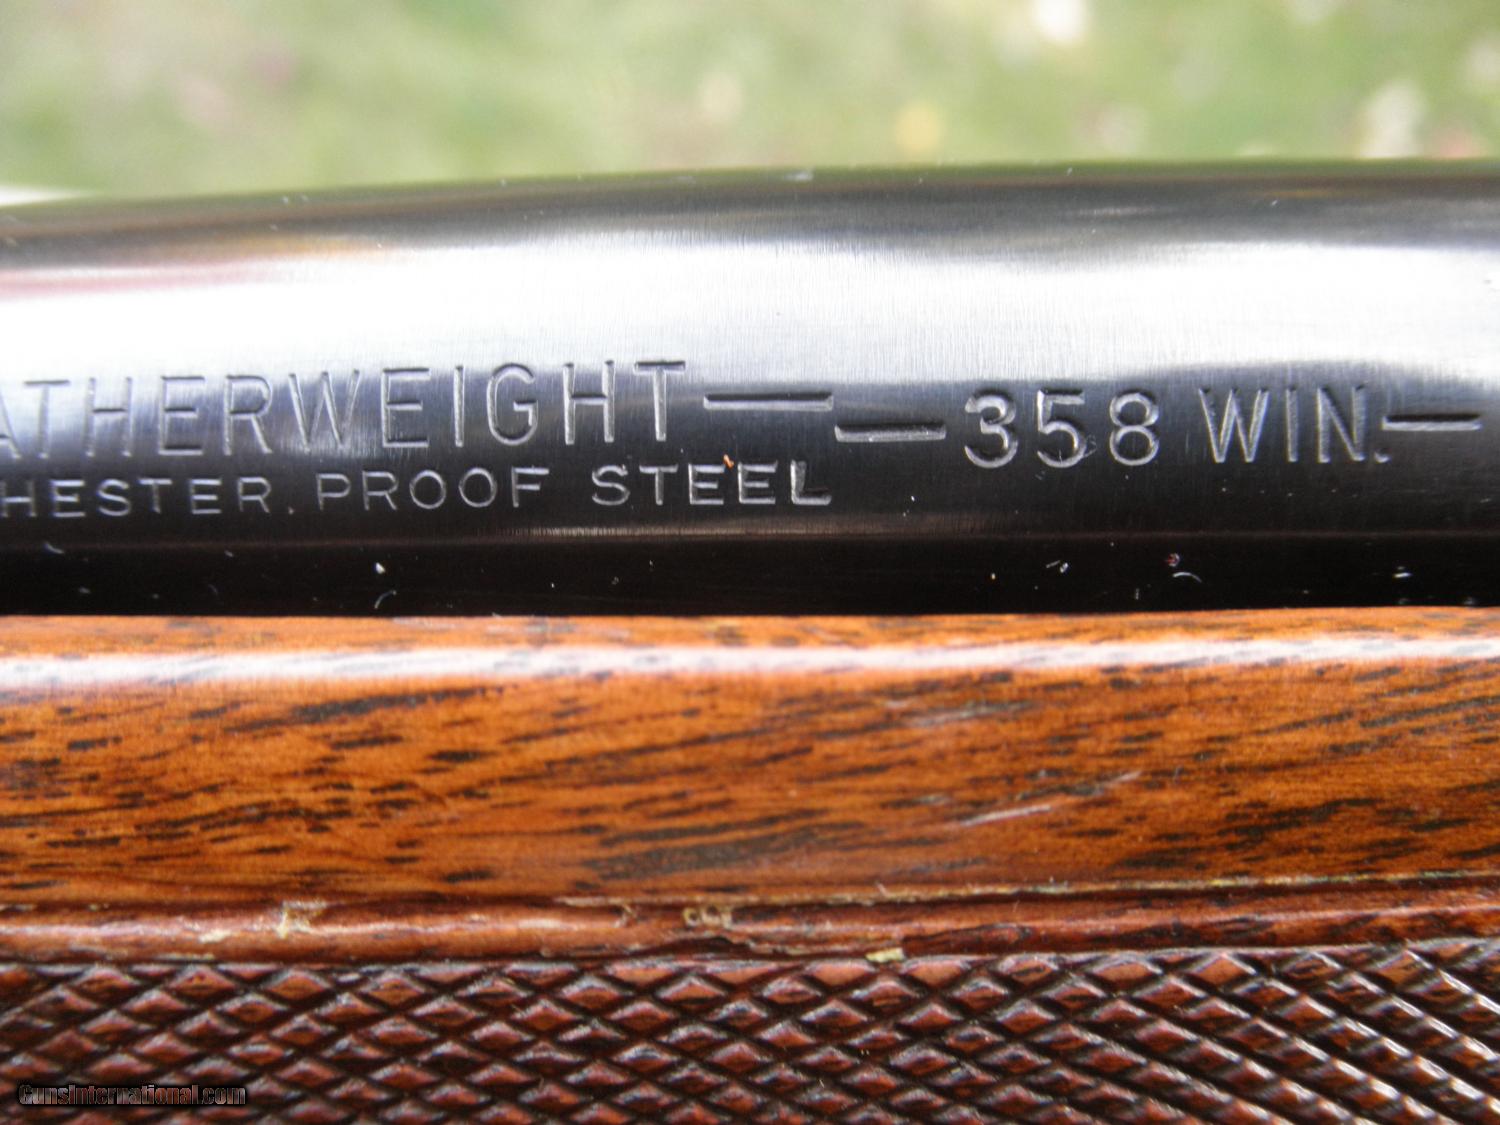 ATHERWEIGHT — — 358 WIN. —
HESTER. PROOF STEEL
GunsInternational.com